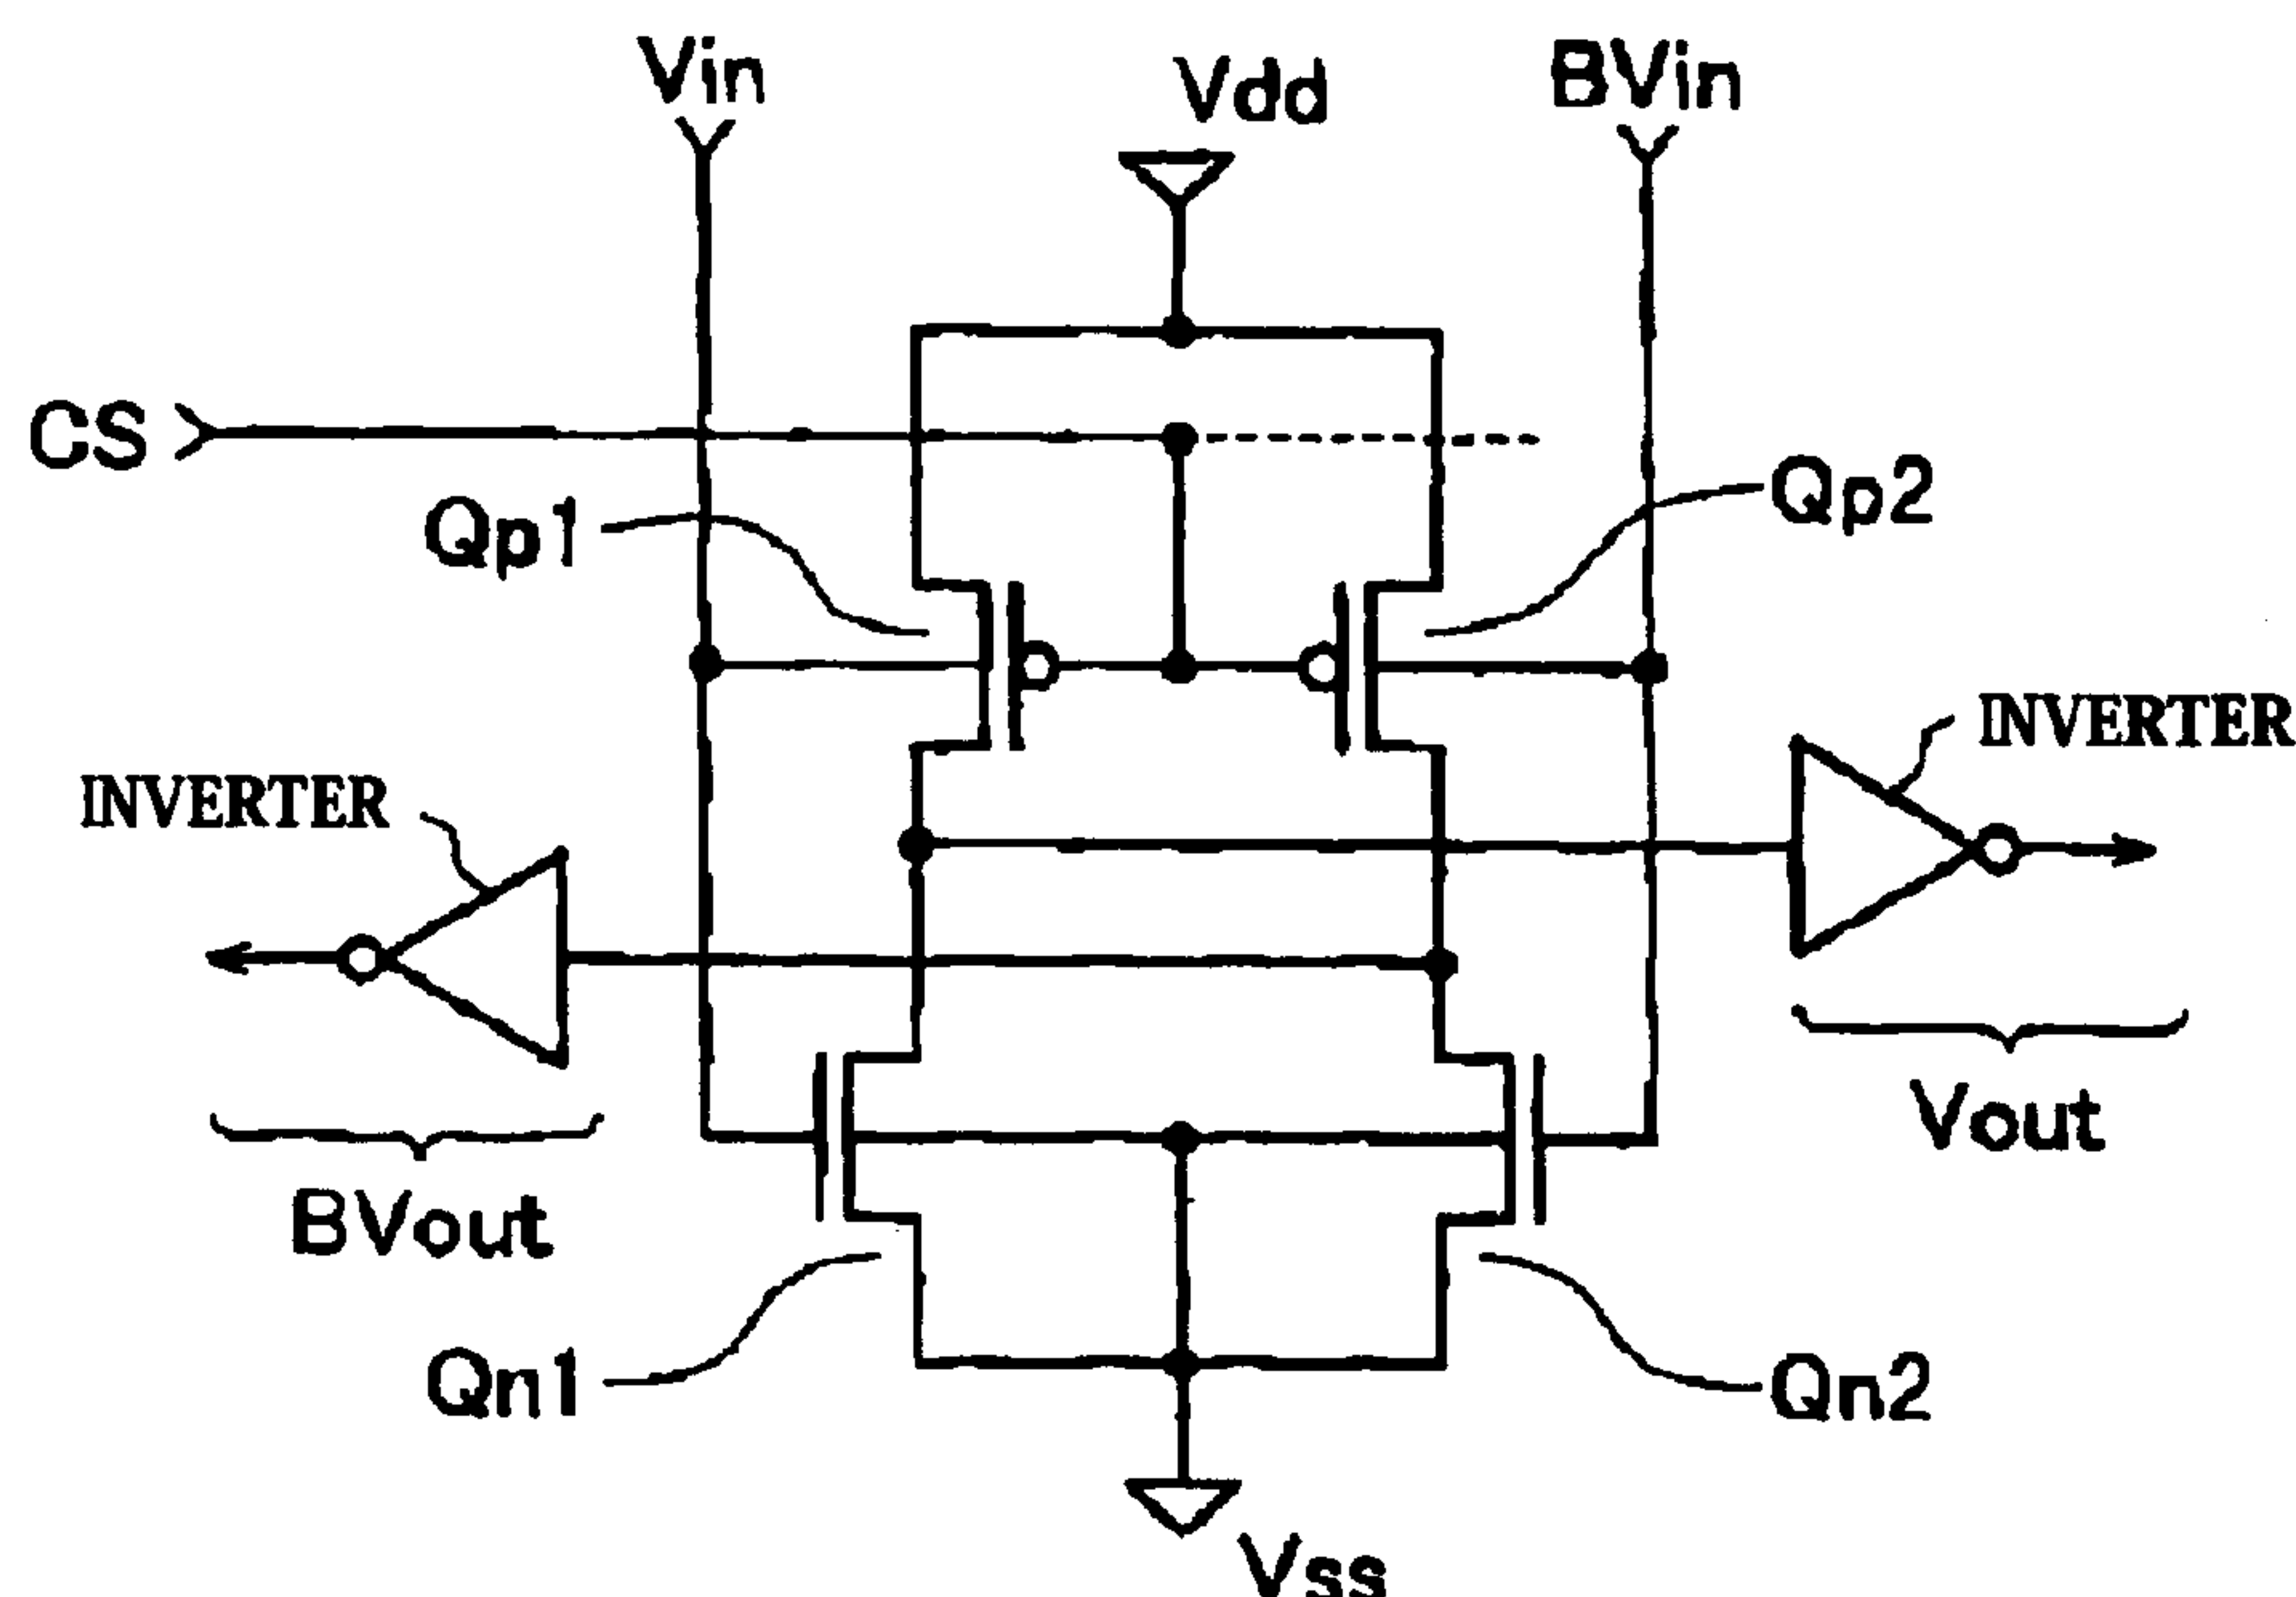 Vin
Vdd
BVin
CS
Qp1
Qp2
INVERTER
INVERTER
Vout
BVout
Qn1
Qn2
Vss